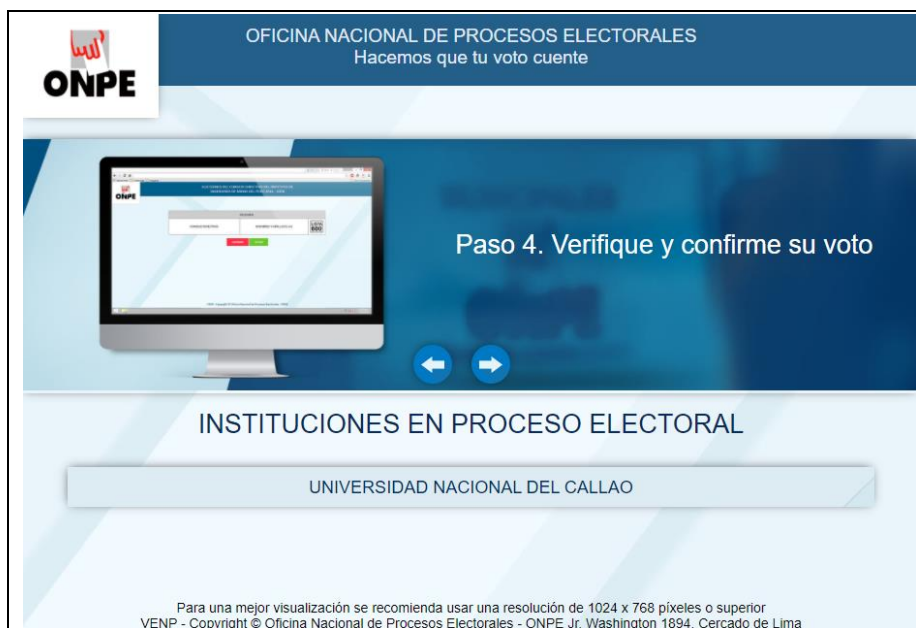 OFICINA NACIONAL DE PROCESOS ELECTORALES
Hacemos que tu voto cuente
ONPE
ONPE
Paso 4. Verifique y confirme su voto
INSTITUCIONES EN PROCESO ELECTORAL
UNIVERSIDAD NACIONAL DEL CALLAO
Para una mejor visualización se recomienda usar una resolución de 1024 x 768 píxeles o superior
VENP - Copyright © Oficina Nacional de Procesos Electorales - ONPE Jr. Washington 1894, Cercado de Lima